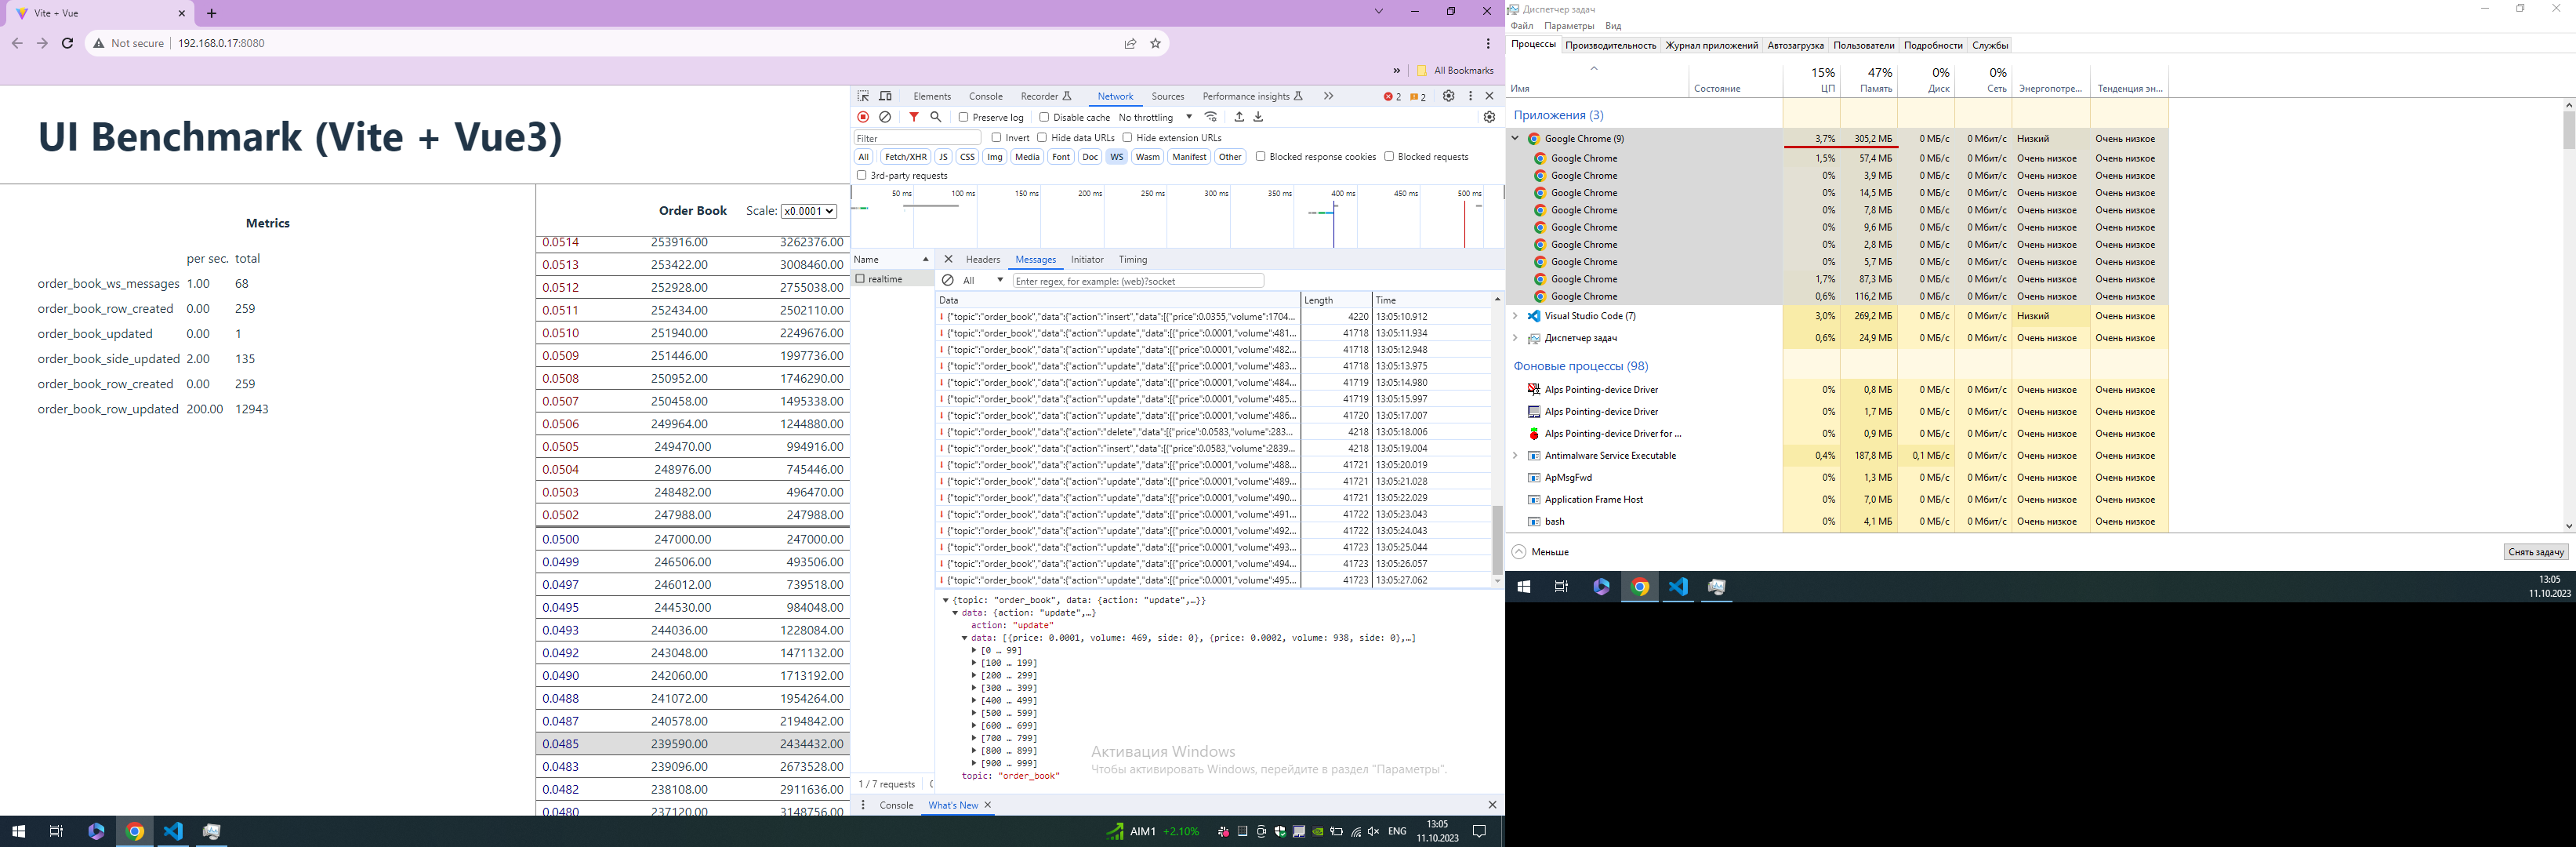 Vite + Vue
Not secure 192.168.0.17:8080
» All Bookmarks
UI Benchmark (Vite + Vue3)
Metrics
per sec. total
order_book_ws_messages 1.00 68
order_book_row_created 0.00 259
order_book_updated 0.00 1
order_book_side_updated 2.00 135
order_book_row_created 0.00 259
order_book_row_updated 200.00 12943
Order Book Scale: x0.0001
0.0514 253916.00 3262376.00
0.0513 253422.00 3008460.00
0.0512 252928.00 2755038.00
0.0511 252434.00 2502110.00
0.0510 251940.00 2249676.00
0.0509 251446.00 1997736.00
0.0508 250952.00 1746290.00
0.0507 250458.00 1495338.00
0.0506 249964.00 1244880.00
0.0505 249470.00 994916.00
0.0504 248976.00 745446.00
0.0503 248482.00 496470.00
0.0502 247988.00 247988.00
0.0500 247000.00 247000.00
0.0499 246506.00 493506.00
0.0497 246012.00 739518.00
0.0495 244530.00 984048.00
0.0493 244036.00 1228084.00
0.0492 243048.00 1471132.00
0.0490 242060.00 1713192.00
0.0488 241072.00 1954264.00
0.0487 240578.00 2194842.00
0.0485 239590.00 2434432.00
0.0483 239096.00 2673528.00
0.0482 238108.00 2911636.00
0.0480 237120.00 3148756.00
Elements Console Recorder Network Sources Performance insights 2 2
Preserve log Disable cache No throttling
Filter Invert Hide data URLs Hide extension URLs
All Fetch/XHR JS CSS Img Media Font Doc WS Wasm Manifest Other Blocked response cookies Blocked requests
3rd-party requests
50 ms 100 ms 150 ms 200 ms 250 ms 300 ms 350 ms 400 ms 450 ms 500 ms
Name Headers Messages Initiator Timing
realtime All Enter regex, for example: (web)?socket
Data Length Time
{"topic":"order_book","data":{"action":"insert","data":[{"price":0.0355,"volume":1704... 4220 13:05:10.912
{"topic":"order_book","data":{"action":"update","data":[{"price":0.0001,"volume":481... 41718 13:05:11.934
{"topic":"order_book","data":{"action":"update","data":[{"price":0.0001,"volume":482... 41718 13:05:12.948
{"topic":"order_book","data":{"action":"update","data":[{"price":0.0001,"volume":483... 41718 13:05:13.975
{"topic":"order_book","data":{"action":"update","data":[{"price":0.0001,"volume":484... 41719 13:05:14.980
{"topic":"order_book","data":{"action":"update","data":[{"price":0.0001,"volume":485... 41719 13:05:15.997
{"topic":"order_book","data":{"action":"update","data":[{"price":0.0001,"volume":486... 41720 13:05:17.007
{"topic":"order_book","data":{"action":"delete","data":[{"price":0.0583,"volume":283... 4218 13:05:18.006
{"topic":"order_book","data":{"action":"insert","data":[{"price":0.0583,"volume":2839... 4218 13:05:19.004
{"topic":"order_book","data":{"action":"update","data":[{"price":0.0001,"volume":488... 41721 13:05:20.019
{"topic":"order_book","data":{"action":"update","data":[{"price":0.0001,"volume":489... 41721 13:05:21.028
{"topic":"order_book","data":{"action":"update","data":[{"price":0.0001,"volume":490... 41721 13:05:22.029
{"topic":"order_book","data":{"action":"update","data":[{"price":0.0001,"volume":491... 41722 13:05:23.043
{"topic":"order_book","data":{"action":"update","data":[{"price":0.0001,"volume":492... 41722 13:05:24.043
{"topic":"order_book","data":{"action":"update","data":[{"price":0.0001,"volume":493... 41723 13:05:25.044
{"topic":"order_book","data":{"action":"update","data":[{"price":0.0001,"volume":494... 41723 13:05:26.057
{"topic":"order_book","data":{"action":"update","data":[{"price":0.0001,"volume":495... 41723 13:05:27.062
{topic: "order_book", data: {action: "update",…}}
data: {action: "update",…}
action: "update"
data: [{price: 0.0001, volume: 469, side: 0}, {price: 0.0002, volume: 938, side: 0},…]
[0 … 99]
[100 … 199]
[200 … 299]
[300 … 399]
[400 … 499]
[500 … 599]
[600 … 699]
[700 … 799]
[800 … 899]
[900 … 999]
topic: "order_book"
Активация Windows
Чтобы активировать Windows, перейдите в раздел "Параметры".
1 / 7 requests
Console What's New
AIM1 +2.10% ENG 13:05
11.10.2023
Диспетчер задач
Файл Параметры Вид
Процессы Производительность Журнал приложений Автозагрузка Пользователи Подробности Службы
15% 47% 0% 0%
Имя Состояние ЦП Память Диск Сеть Энергопотре... Тенденция эн...
Приложения (3)
Google Chrome (9) 3,7% 305,2 МБ 0 МБ/с 0 Мбит/с Низкий Очень низкое
Google Chrome 1,5% 57,4 МБ 0 МБ/с 0 Мбит/с Очень низкое Очень низкое
Google Chrome 0% 3,9 МБ 0 МБ/с 0 Мбит/с Очень низкое Очень низкое
Google Chrome 0% 14,5 МБ 0 МБ/с 0 Мбит/с Очень низкое Очень низкое
Google Chrome 0% 7,8 МБ 0 МБ/с 0 Мбит/с Очень низкое Очень низкое
Google Chrome 0% 9,6 МБ 0 МБ/с 0 Мбит/с Очень низкое Очень низкое
Google Chrome 0% 2,8 МБ 0 МБ/с 0 Мбит/с Очень низкое Очень низкое
Google Chrome 0% 5,7 МБ 0 МБ/с 0 Мбит/с Очень низкое Очень низкое
Google Chrome 1,7% 87,3 МБ 0 МБ/с 0 Мбит/с Очень низкое Очень низкое
Google Chrome 0,6% 116,2 МБ 0 МБ/с 0 Мбит/с Очень низкое Очень низкое
Visual Studio Code (7) 3,0% 269,2 МБ 0 МБ/с 0 Мбит/с Низкий Очень низкое
Диспетчер задач 0,6% 24,9 МБ 0 МБ/с 0 Мбит/с Очень низкое Очень низкое
Фоновые процессы (98)
Alps Pointing-device Driver 0% 0,8 МБ 0 МБ/с 0 Мбит/с Очень низкое Очень низкое
Alps Pointing-device Driver 0% 1,7 МБ 0 МБ/с 0 Мбит/с Очень низкое Очень низкое
Alps Pointing-device Driver for ... 0% 0,9 МБ 0 МБ/с 0 Мбит/с Очень низкое Очень низкое
Antimalware Service Executable 0,4% 187,8 МБ 0,1 МБ/с 0 Мбит/с Очень низкое Очень низкое
ApMsgFwd 0% 1,3 МБ 0 МБ/с 0 Мбит/с Очень низкое Очень низкое
Application Frame Host 0% 7,0 МБ 0 МБ/с 0 Мбит/с Очень низкое Очень низкое
bash 0% 4,1 МБ 0 МБ/с 0 Мбит/с Очень низкое Очень низкое
Меньше Снять задачу
13:05
11.10.2023